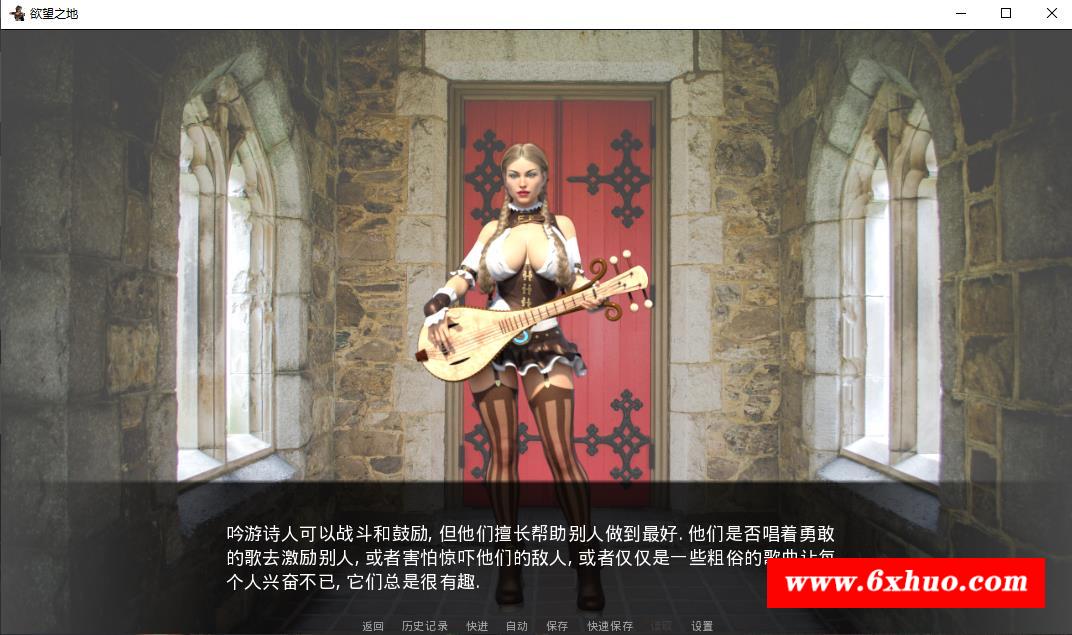 欲望之地
吟游诗人可以战斗和鼓励, 但他们擅长帮助别人做到最好. 他们是否唱着勇敢
的歌去激励别人, 或者害怕惊吓他们的敌人, 或者仅仅是一些粗俗的歌曲让每
个人兴奋不已, 它们总是很有趣.
www.6xhuo.com
返回 历史记录 快进 自动 保存 快速保存 读取 设置